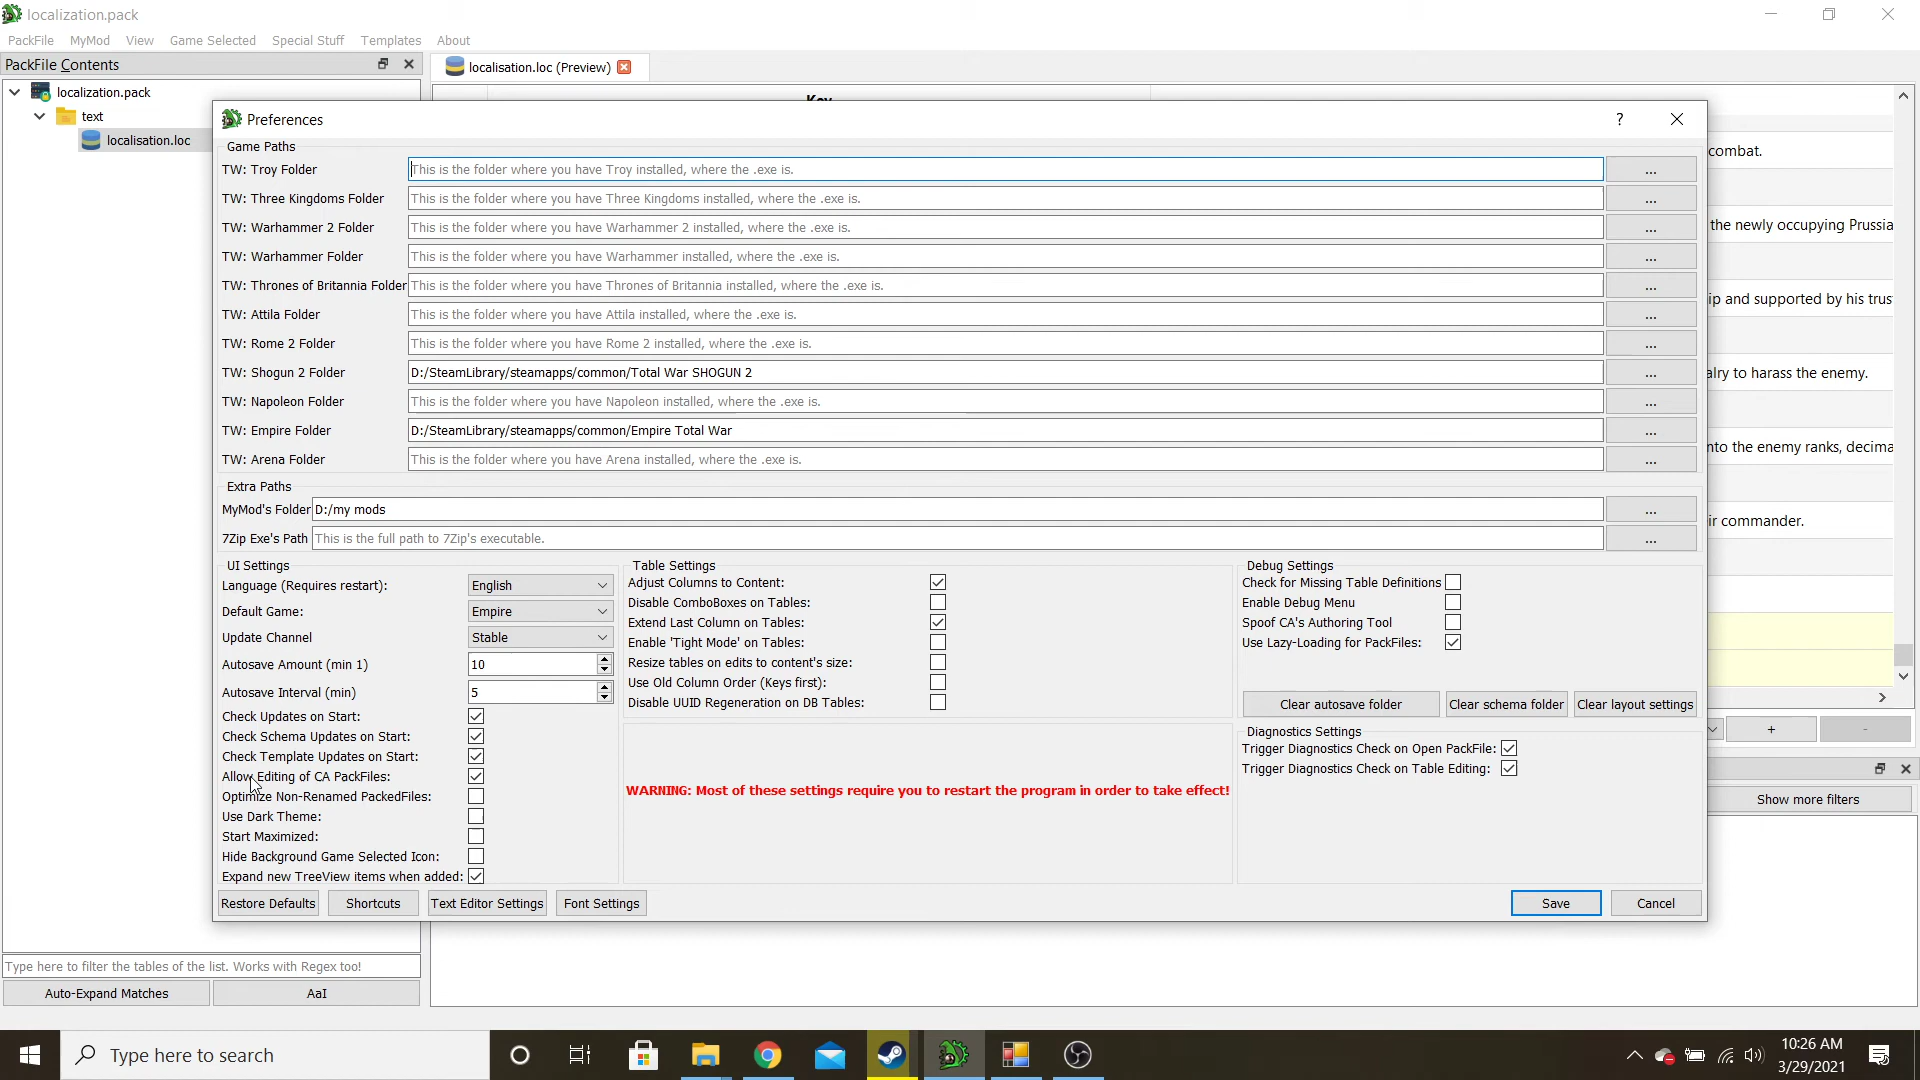 localization.pack
PackFile MyMod View Game Selected Special Stuff Templates About
PackFile Contents
localisation.loc (Preview)
localization.pack
text
localisation.loc
Key
Preferences
?
Game Paths
TW: Troy Folder
This is the folder where you have Troy installed, where the .exe is.
...
TW: Three Kingdoms Folder
This is the folder where you have Three Kingdoms installed, where the .exe is.
...
TW: Warhammer 2 Folder
This is the folder where you have Warhammer 2 installed, where the .exe is.
...
TW: Warhammer Folder
This is the folder where you have Warhammer installed, where the .exe is.
...
TW: Thrones of Britannia Folder
This is the folder where you have Thrones of Britannia installed, where the .exe is.
...
TW: Attila Folder
This is the folder where you have Attila installed, where the .exe is.
...
TW: Rome 2 Folder
This is the folder where you have Rome 2 installed, where the .exe is.
...
TW: Shogun 2 Folder
D:/SteamLibrary/steamapps/common/Total War SHOGUN 2
...
TW: Napoleon Folder
This is the folder where you have Napoleon installed, where the .exe is.
...
TW: Empire Folder
D:/SteamLibrary/steamapps/common/Empire Total War
...
TW: Arena Folder
This is the folder where you have Arena installed, where the .exe is.
...
Extra Paths
MyMod's Folder
D:/my mods
...
7Zip Exe's Path
This is the full path to 7Zip's executable.
...
UI Settings
Language (Requires restart):
English
Default Game:
Empire
Update Channel
Stable
Autosave Amount (min 1)
10
Autosave Interval (min)
5
Check Updates on Start:
Check Schema Updates on Start:
Check Template Updates on Start:
Allow Editing of CA PackFiles:
Optimize Non-Renamed PackedFiles:
Use Dark Theme:
Start Maximized:
Hide Background Game Selected Icon:
Expand new TreeView items when added:
Table Settings
Adjust Columns to Content:
Disable ComboBoxes on Tables:
Extend Last Column on Tables:
Enable 'Tight Mode' on Tables:
Resize tables on edits to content's size:
Use Old Column Order (Keys first):
Disable UUID Regeneration on DB Tables:
WARNING: Most of these settings require you to restart the program in order to take effect!
Debug Settings
Check for Missing Table Definitions
Enable Debug Menu
Spoof CA's Authoring Tool
Use Lazy-Loading for PackFiles:
Clear autosave folder
Clear schema folder
Clear layout settings
Diagnostics Settings
Trigger Diagnostics Check on Open PackFile:
Trigger Diagnostics Check on Table Editing:
Restore Defaults
Shortcuts
Text Editor Settings
Font Settings
Save
Cancel
combat.
the newly occupying Prussia
ip and supported by his trus
alry to harass the enemy.
nto the enemy ranks, decima
ir commander.
+
-
Show more filters
Type here to filter the tables of the list. Works with Regex too!
Auto-Expand Matches
AaI
Type here to search
10:26 AM
3/29/2021